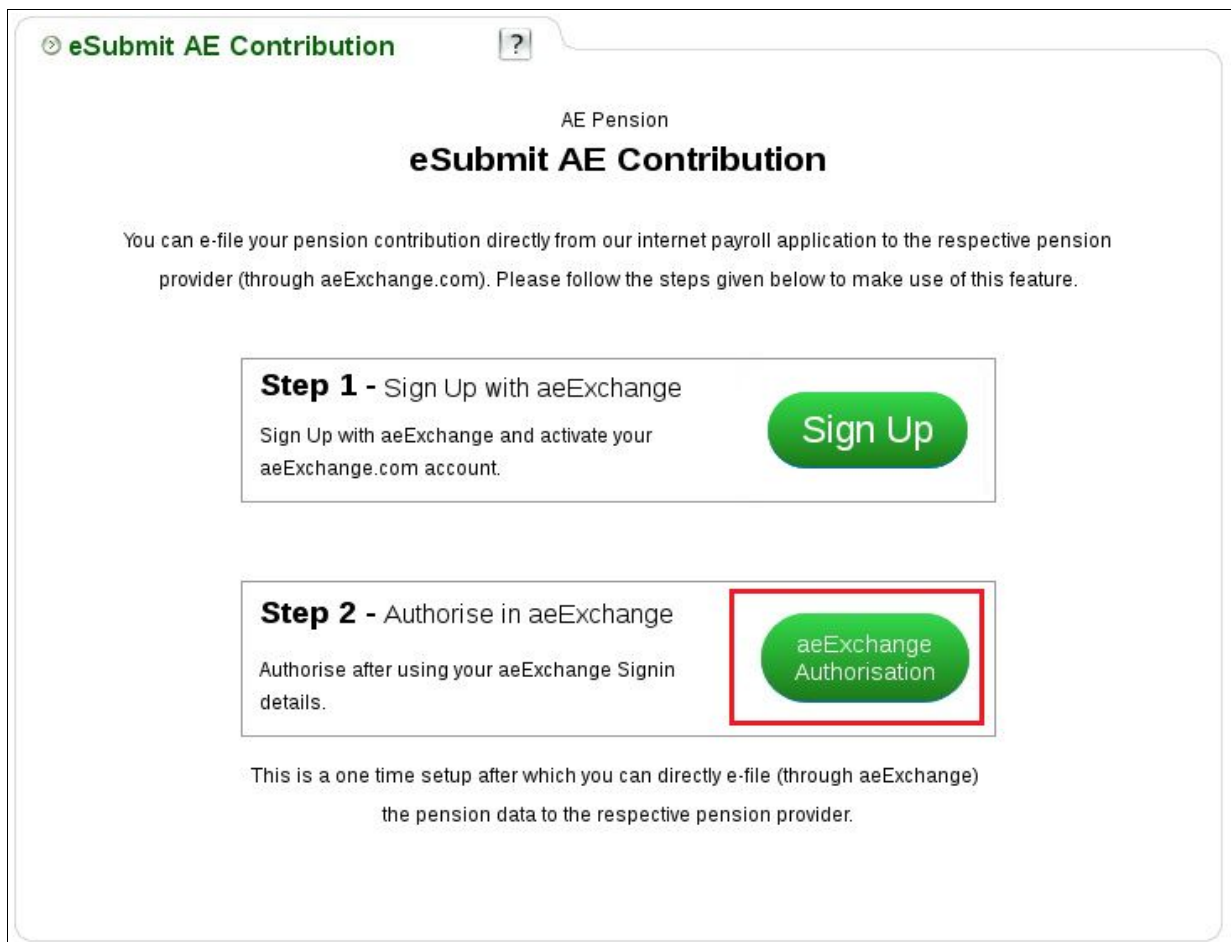 eSubmit AE Contribution ?
AE Pension
eSubmit AE Contribution
You can e-file your pension contribution directly from our internet payroll application to the respective pension
provider (through aeExchange.com). Please follow the steps given below to make use of this feature.
Step 1 - Sign Up with aeExchange
Sign Up with aeExchange and activate your
aeExchange.com account.
Sign Up
Step 2 - Authorise in aeExchange
Authorise after using your aeExchange Signin
details.
aeExchange
Authorisation
This is a one time setup after which you can directly e-file (through aeExchange)
the pension data to the respective pension provider.